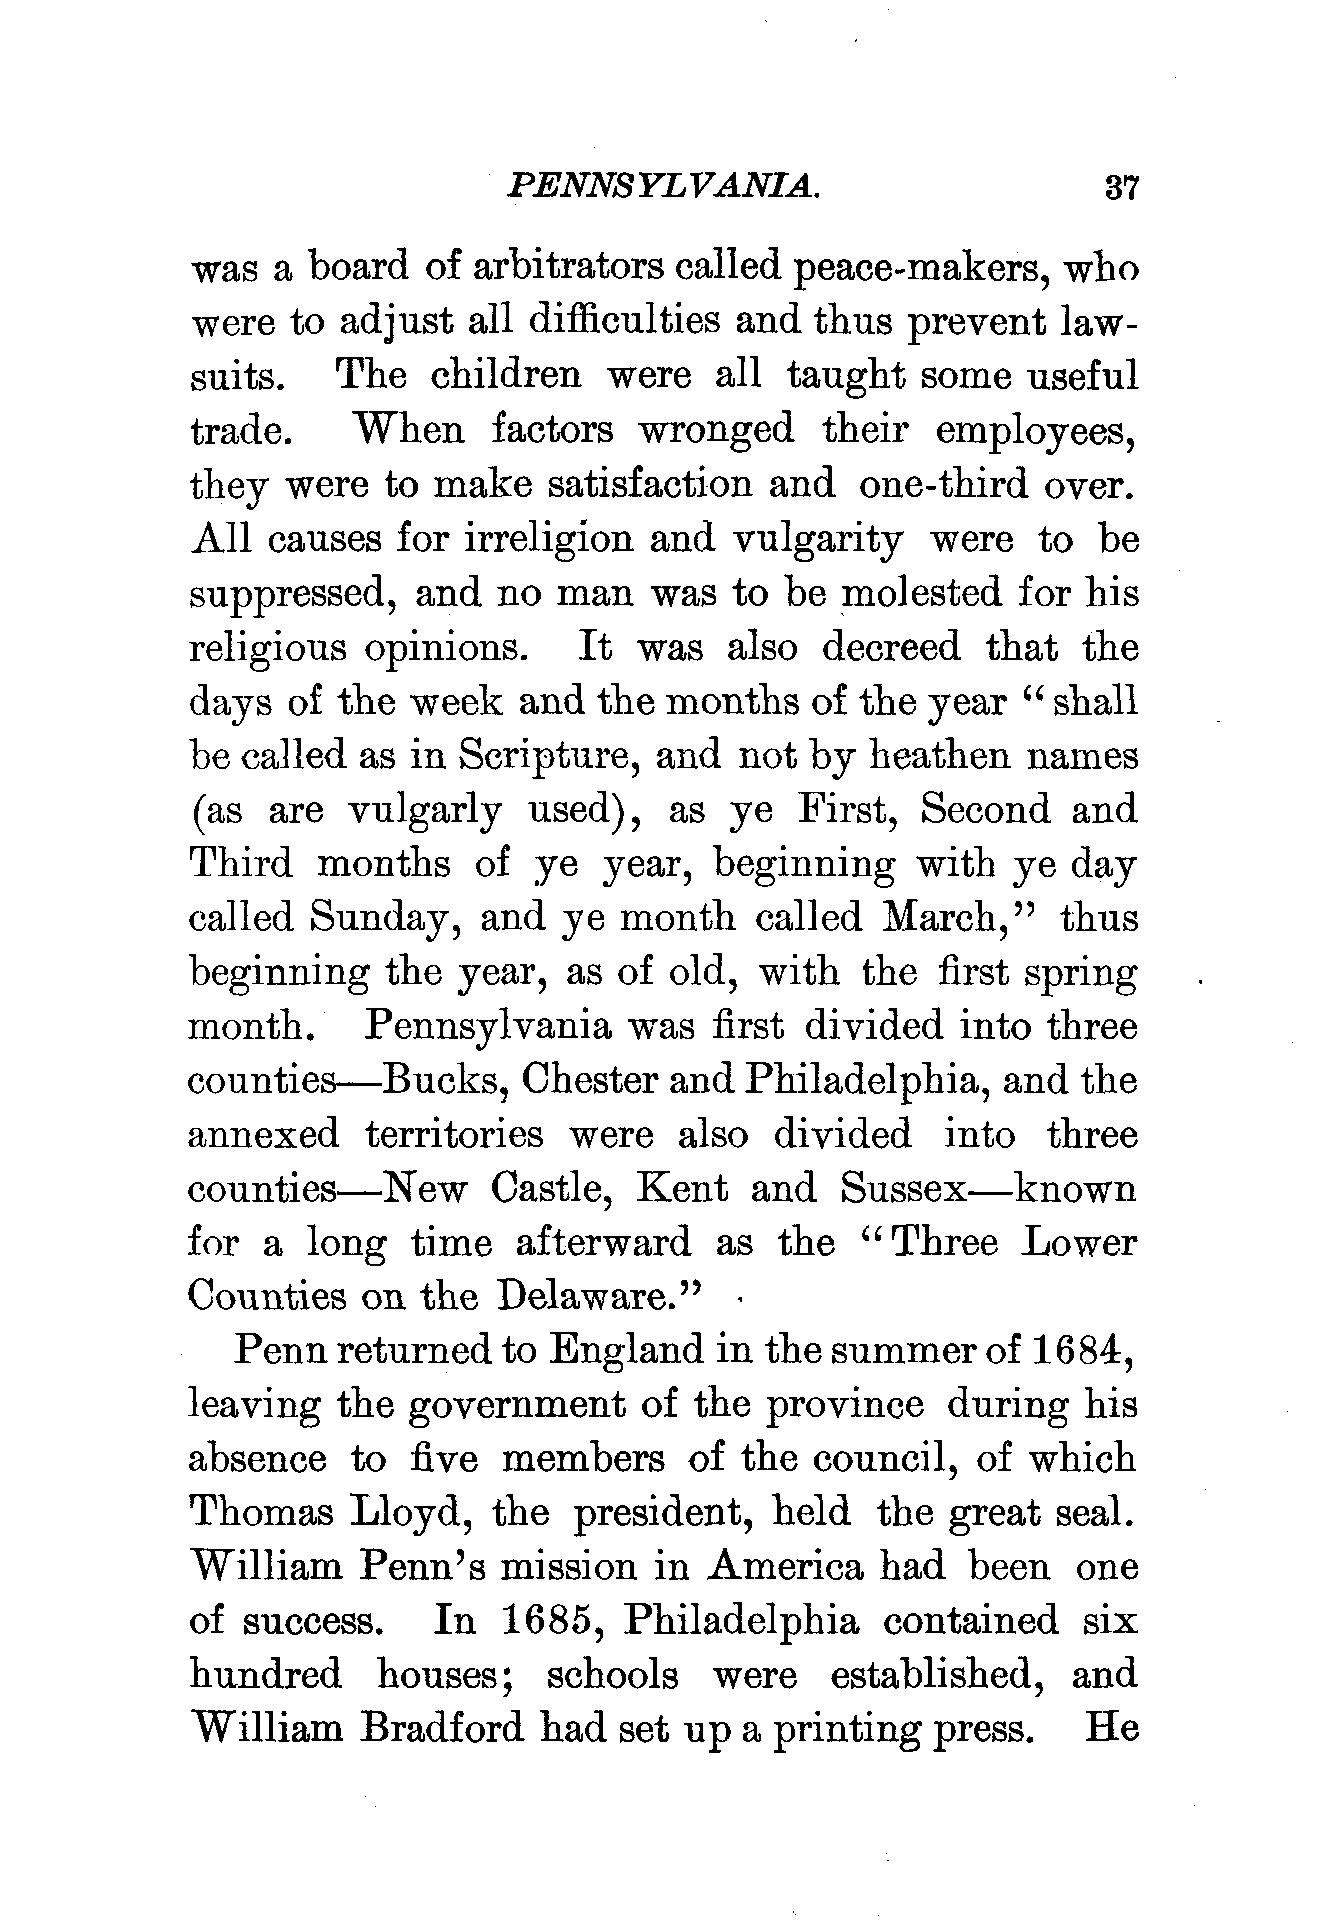 PENNSYLVANIA. 37
was a board of arbitrators called peace-makers, who
were to adjust all difficulties and thus prevent law-
suits. The children were all taught some useful
trade. When factors wronged their employees,
they were to make satisfaction and one-third over.
All causes for irreligion and vulgarity were to be
suppressed, and no man was to be molested for his
religious opinions. It was also decreed that the
days of the week and the months of the year “shall
be called as in Scripture, and not by heathen names
(as are vulgarly used), as ye First, Second and
Third months of ye year, beginning with ye day
called Sunday, and ye month called March,” thus
beginning the year, as of old, with the first spring
month. Pennsylvania was first divided into three
counties—Bucks, Chester and Philadelphia, and the
annexed territories were also divided into three
counties—New Castle, Kent and Sussex—known
for a long time afterward as the “Three Lower
Counties on the Delaware.”
Penn returned to England in the summer of 1684,
leaving the government of the province during his
absence to five members of the council, of which
Thomas Lloyd, the president, held the great seal.
William Penn’s mission in America had been one
of success. In 1685, Philadelphia contained six
hundred houses; schools were established, and
William Bradford had set up a printing press. He